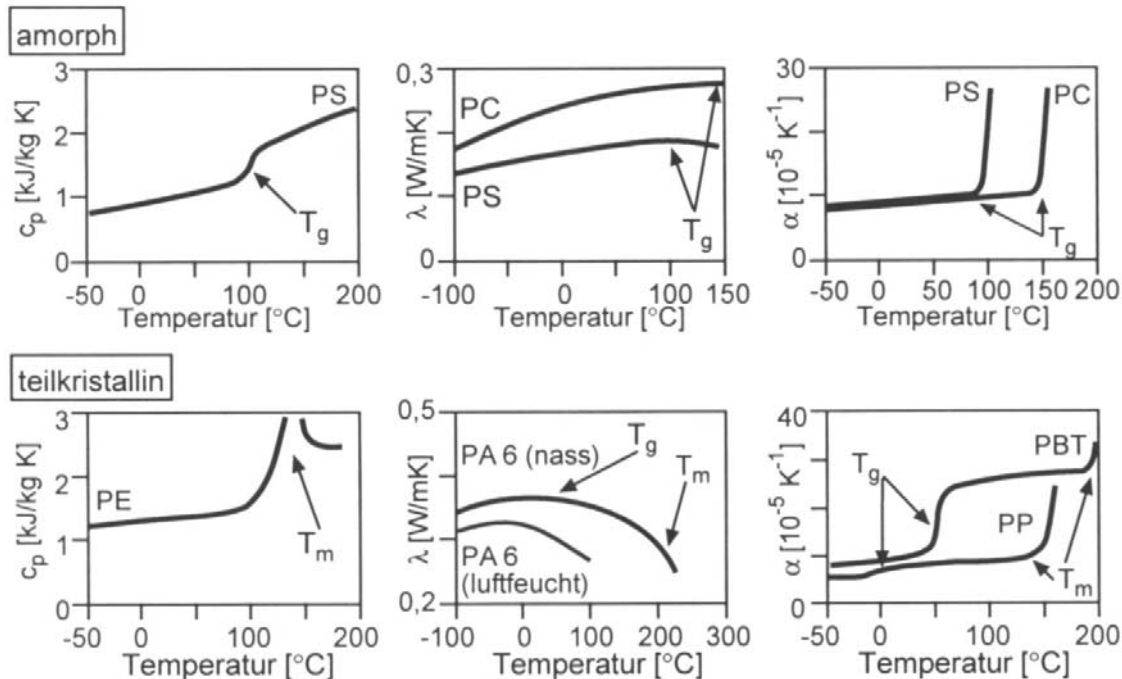 amorph
3
2
1
0
c_p [kJ/kg K]
PS
T_g
-50 0 100 200
Temperatur [°C]
0,3
0
λ [W/mK]
PC
PS
T_g
-100 0 100 150
Temperatur [°C]
30
10
0
α [10^-5 K^-1]
PS PC
T_g
-50 0 50 100 150 200
Temperatur [°C]
teilkristallin
3
2
1
0
c_p [kJ/kg K]
PE
T_m
-50 0 100 200
Temperatur [°C]
0,5
0,2
λ [W/mK]
PA 6 (nass)
T_g
T_m
PA 6
(luftfeucht)
-100 0 100 200 300
Temperatur [°C]
40
10
0
α [10^-5 K^-1]
T_g
PBT
PP
T_m
-50 0 50 100 150 200
Temperatur [°C]